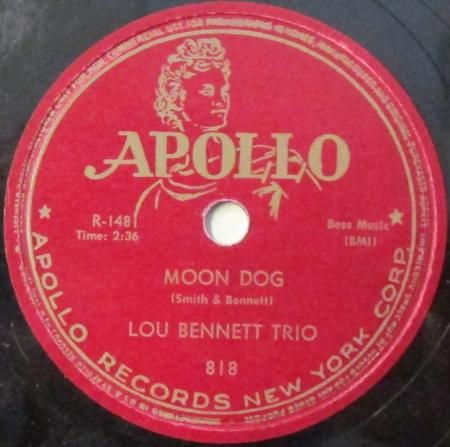 APOLLO
R-1481
Time: 2:36
Bess Music
(BMI)
MOON DOG
(Smith & Bennett)
LOU BENNETT TRIO
818
APOLLO RECORDS NEW YORK CORP.